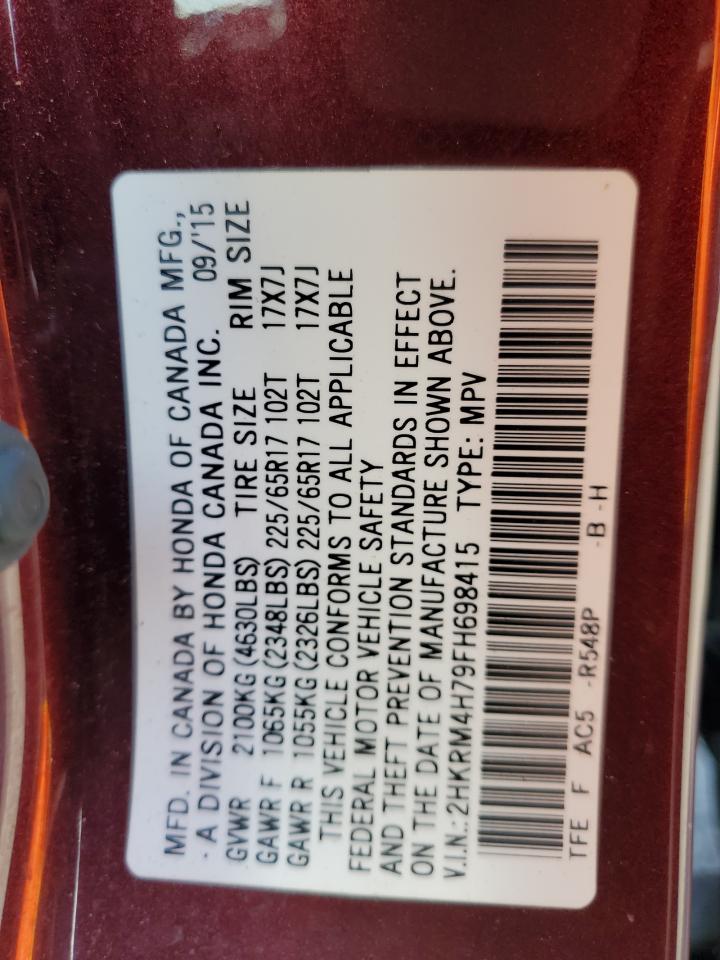 MFD. IN CANADA BY HONDA OF CANADA MFG.,
- A DIVISION OF HONDA CANADA INC. 09/'15
GVWR 2100KG(4630LBS) TIRE SIZE RIM SIZE
GAWR F 1065KG(2348LBS) 225/65R17 102T 17X7J
GAWR R 1055KG(2326LBS) 225/65R17 102T 17X7J
THIS VEHICLE CONFORMS TO ALL APPLICABLE
FEDERAL MOTOR VEHICLE SAFETY
AND THEFT PREVENTION STANDARDS IN EFFECT
ON THE DATE OF MANUFACTURE SHOWN ABOVE.
V.I.N.:2HKRM4H79FH698415 TYPE: MPV
TFE F AC5 -R548P -B -H